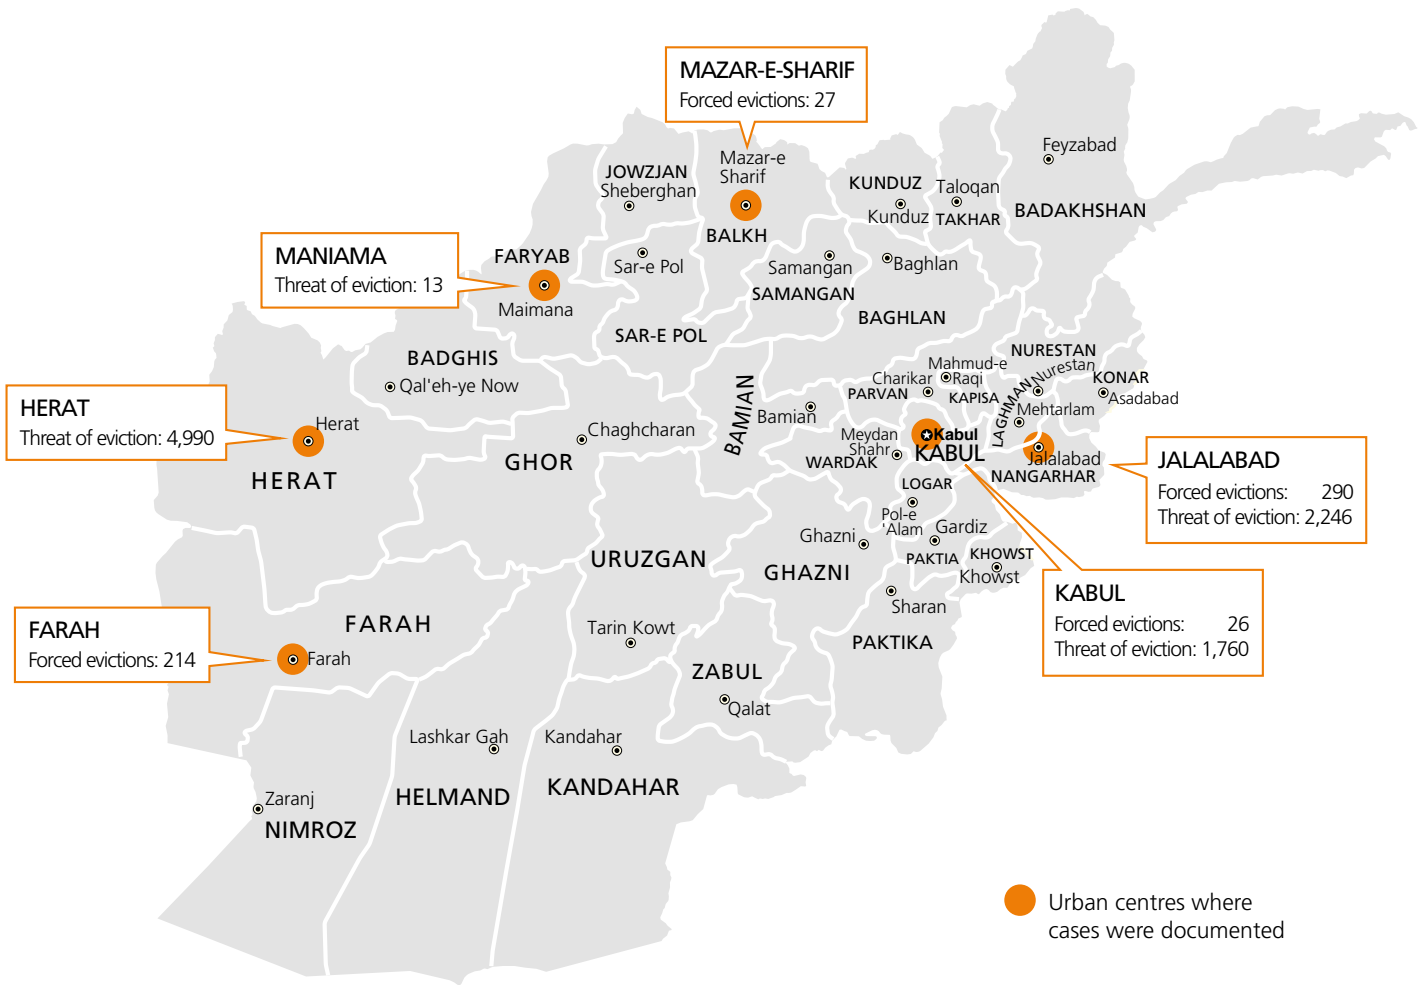 MAZAR-E-SHARIF
Forced evictions: 27
MANIAMA
Threat of eviction: 13
HERAT
Threat of eviction: 4,990
FARAH
Forced evictions: 214
JALALABAD
Forced evictions: 290
Threat of eviction: 2,246
KABUL
Forced evictions: 26
Threat of eviction: 1,760
Feyzabad
BADAKHSHAN
Mazar-e
Sharif
BALKH
JOWZJAN
Sheberghan
KUNDUZ
Kunduz
Taloqan
TAKHAR
FARYAB
Maimana
Sar-e Pol
SAR-E POL
Samangan
SAMANGAN
Baghlan
BAGHLAN
BADGHIS
Qal'eh-ye Now
Herat
HERAT
Chaghcharan
GHOR
BAMIAN
Bamian
Charikar
PARVAN
Mahmud-e
Raqi
KAPISA
NURESTAN
Nurestan
LAGHMAN
Mehtarlam
KONAR
Asadabad
Meydan
Shahr
WARDAK
Kabul
KABUL
Jalalabad
NANGARHAR
LOGAR
Pol-e
'Alam
Gardiz
PAKTIA
KHOWST
Khowst
Ghazni
GHAZNI
URUZGAN
Tarin Kowt
Sharan
PAKTIKA
FARAH
Farah
ZABUL
Qalat
Lashkar Gah
HELMAND
Kandahar
KANDAHAR
Zaranj
NIMROZ
Urban centres where
cases were documented